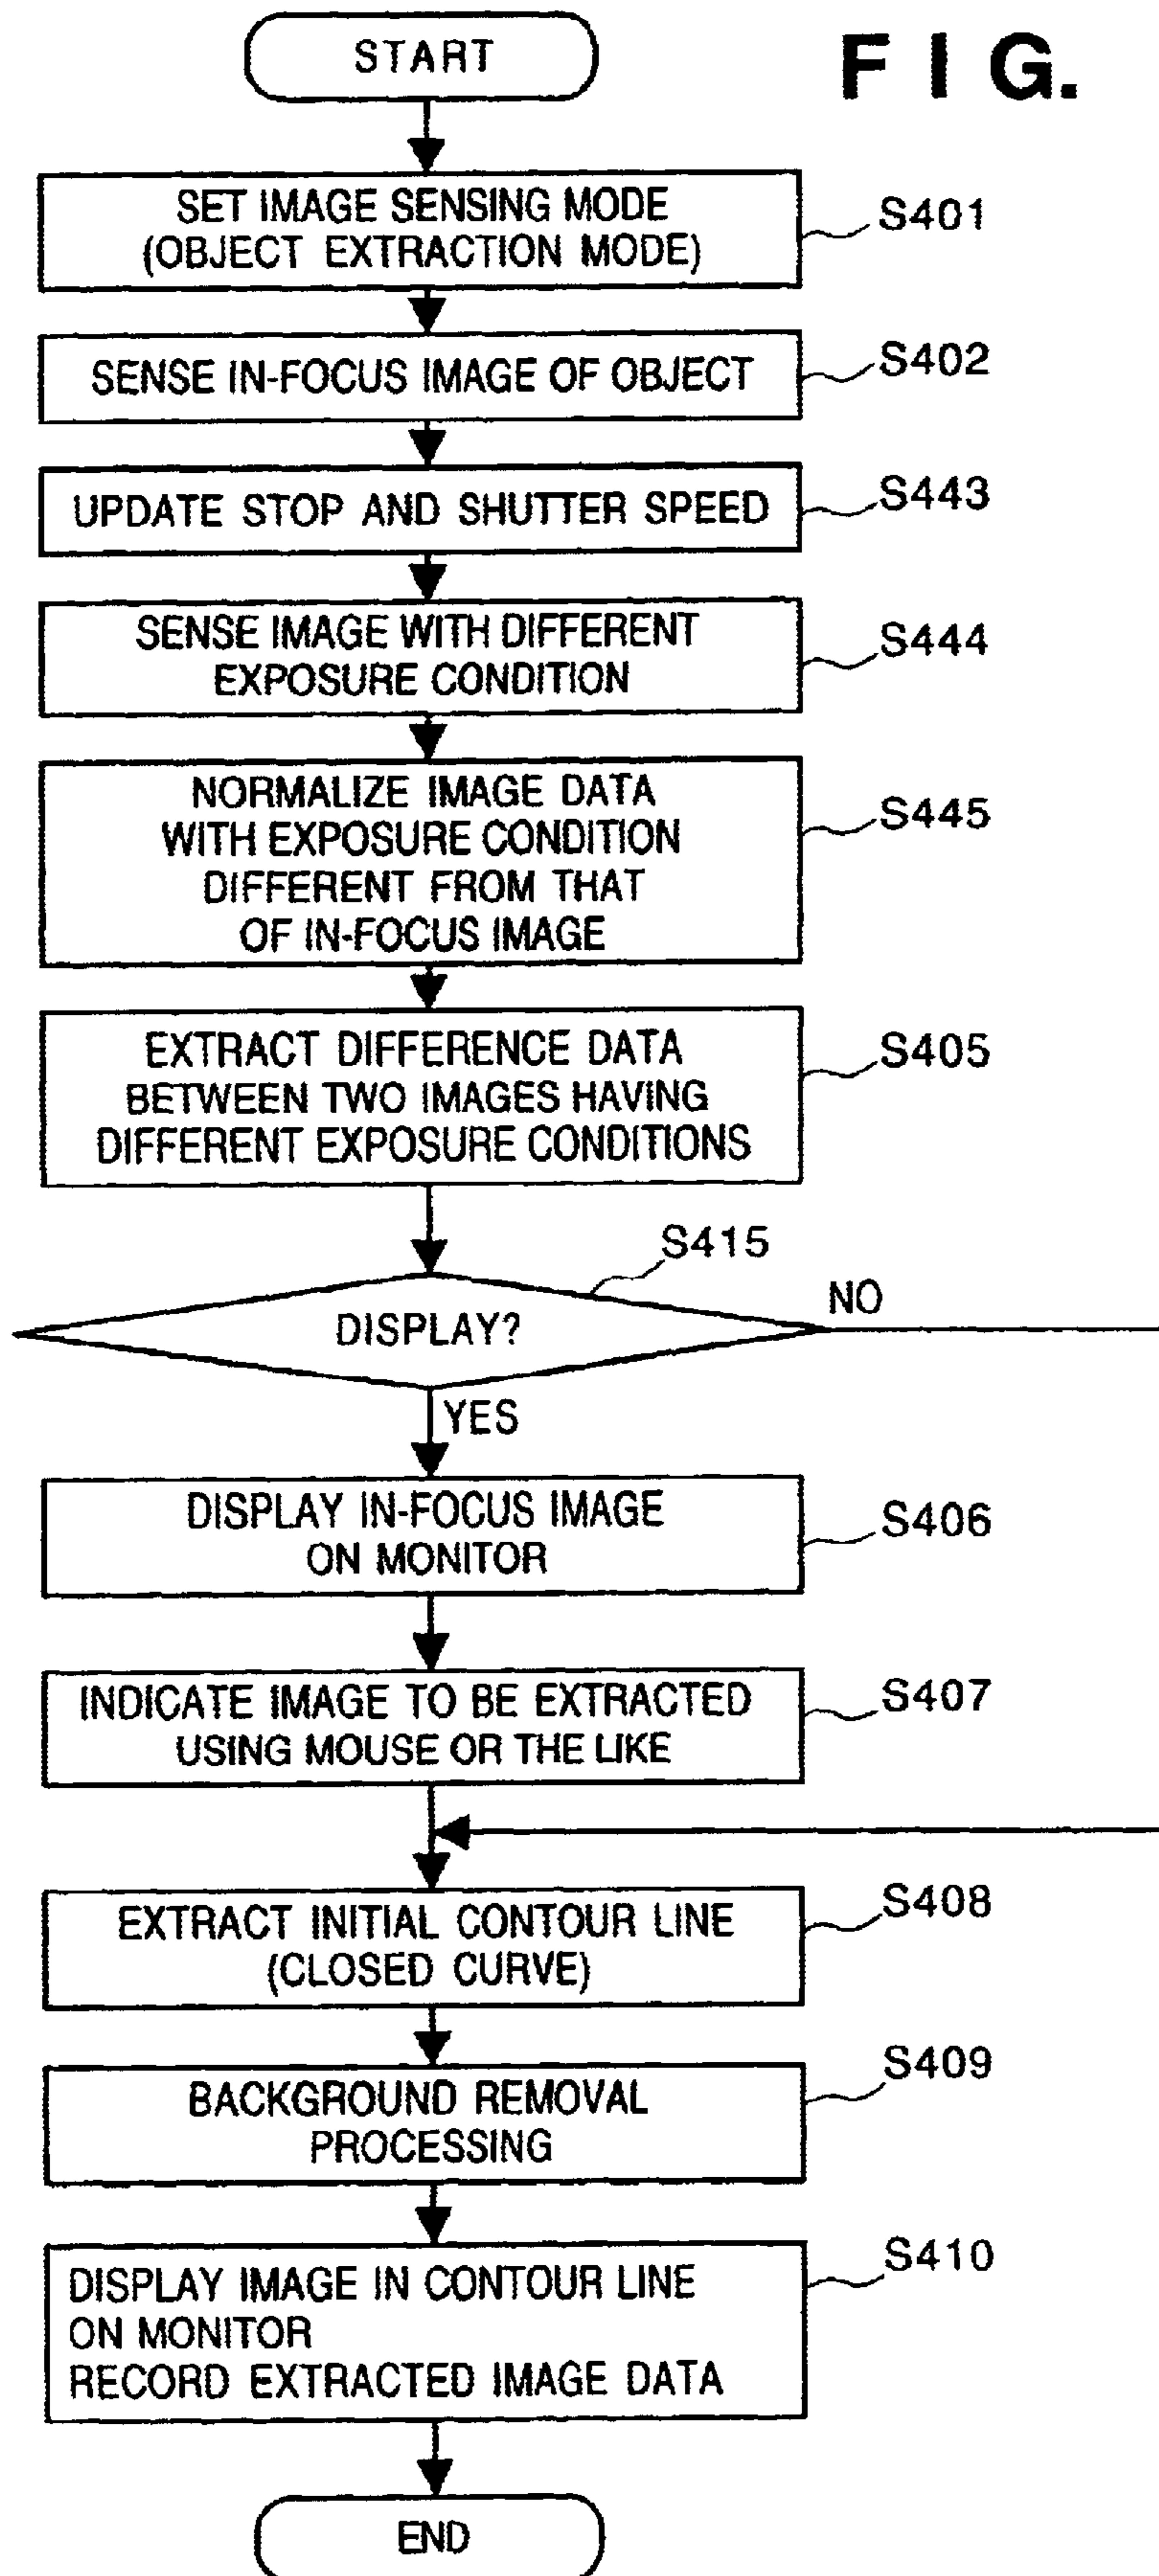 START
F I G.
SET IMAGE SENSING MODE
(OBJECT EXTRACTION MODE)
S401
SENSE IN-FOCUS IMAGE OF OBJECT
S402
UPDATE STOP AND SHUTTER SPEED
S443
SENSE IMAGE WITH DIFFERENT
EXPOSURE CONDITION
S444
NORMALIZE IMAGE DATA
WITH EXPOSURE CONDITION
DIFFERENT FROM THAT
OF IN-FOCUS IMAGE
S445
EXTRACT DIFFERENCE DATA
BETWEEN TWO IMAGES HAVING
DIFFERENT EXPOSURE CONDITIONS
S405
S415
DISPLAY?
NO
YES
DISPLAY IN-FOCUS IMAGE
ON MONITOR
S406
INDICATE IMAGE TO BE EXTRACTED
USING MOUSE OR THE LIKE
S407
EXTRACT INITIAL CONTOUR LINE
(CLOSED CURVE)
S408
BACKGROUND REMOVAL
PROCESSING
S409
DISPLAY IMAGE IN CONTOUR LINE
ON MONITOR
RECORD EXTRACTED IMAGE DATA
S410
END